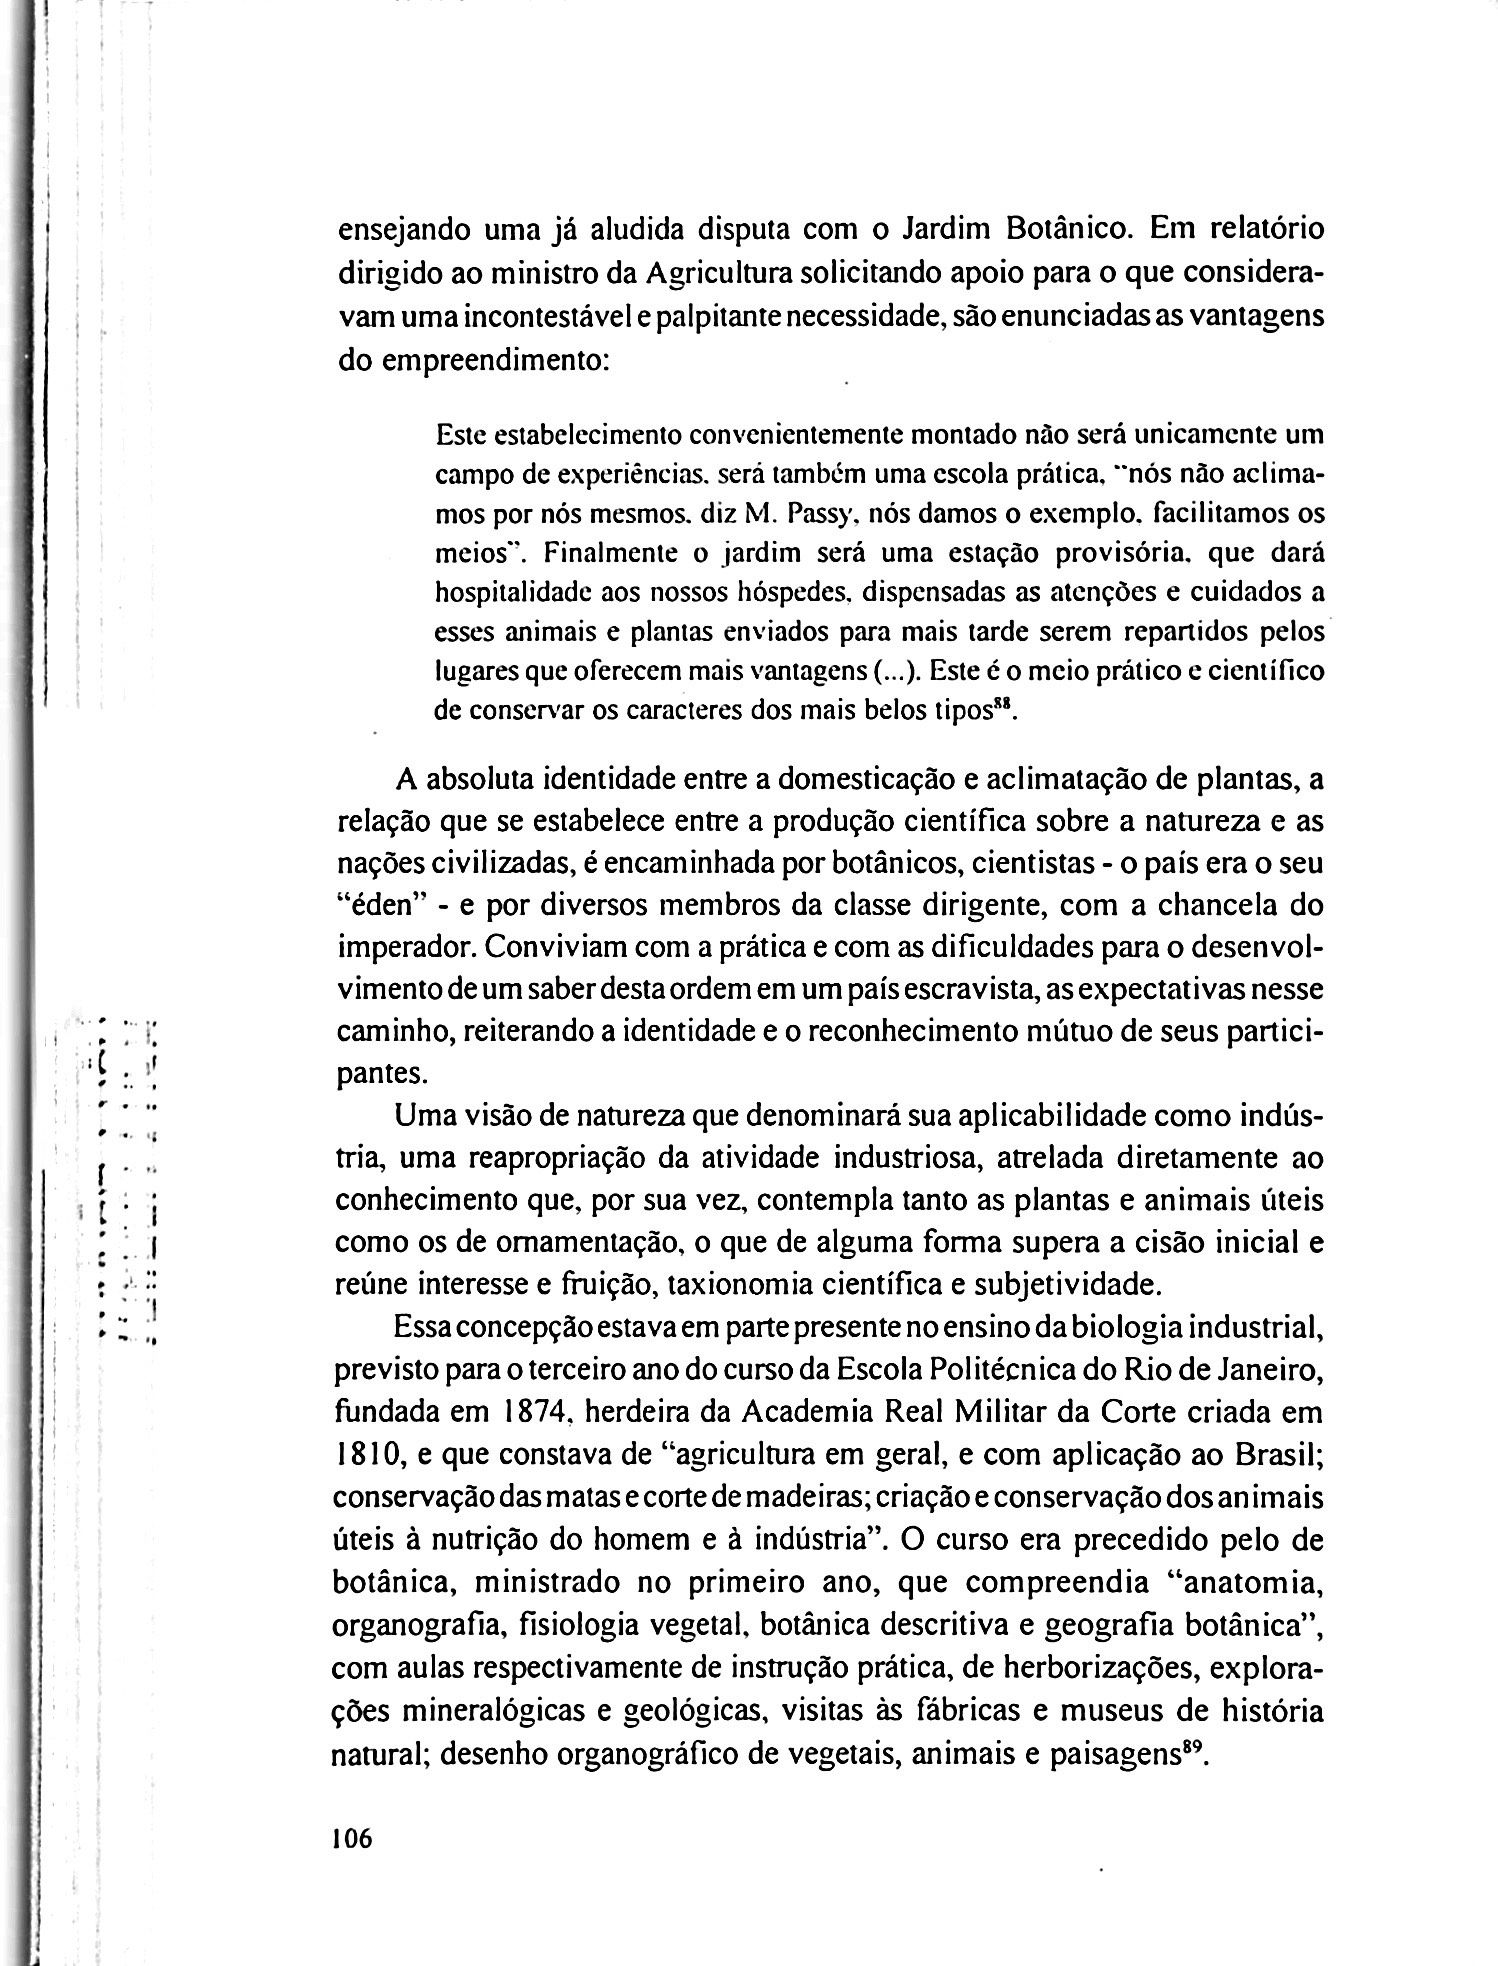 ensejando uma já aludida disputa com o Jardim Botânico. Em relatório
dirigido ao ministro da Agricultura solicitando apoio para o que considera-
vam uma incontestável e palpitante necessidade, são enunciadas as vantagens
do empreendimento:
Este estabelecimento convenientemente montado não será unicamente um
campo de experiências, será também uma escola prática, "nós não aclima-
mos por nós mesmos, diz M. Passy, nós damos o exemplo, facilitamos os
meios". Finalmente o jardim será uma estação provisória, que dará
hospitalidade aos nossos hóspedes, dispensadas as atenções e cuidados a
esses animais e plantas enviados para mais tarde serem repartidos pelos
lugares que oferecem mais vantagens (...). Este é o meio prático e científico
de conservar os caracteres dos mais belos tipos⁸⁸.
A absoluta identidade entre a domesticação e aclimatação de plantas, a
relação que se estabelece entre a produção científica sobre a natureza e as
nações civilizadas, é encaminhada por botânicos, cientistas - o país era o seu
“éden” - e por diversos membros da classe dirigente, com a chancela do
imperador. Conviviam com a prática e com as dificuldades para o desenvol-
vimento de um saber desta ordem em um país escravista, as expectativas nesse
caminho, reiterando a identidade e o reconhecimento mútuo de seus partici-
pantes.
Uma visão de natureza que denominará sua aplicabilidade como indús-
tria, uma reapropriação da atividade industriosa, atrelada diretamente ao
conhecimento que, por sua vez, contempla tanto as plantas e animais úteis
como os de ornamentação, o que de alguma forma supera a cisão inicial e
reúne interesse e fruição, taxionomia científica e subjetividade.
Essa concepção estava em parte presente no ensino da biologia industrial,
previsto para o terceiro ano do curso da Escola Politécnica do Rio de Janeiro,
fundada em 1874, herdeira da Academia Real Militar da Corte criada em
1810, e que constava de “agricultura em geral, e com aplicação ao Brasil;
conservação das matas e corte de madeiras; criação e conservação dos animais
úteis à nutrição do homem e à indústria”. O curso era precedido pelo de
botânica, ministrado no primeiro ano, que compreendia “anatomia,
organografia, fisiologia vegetal, botânica descritiva e geografia botânica”,
com aulas respectivamente de instrução prática, de herborizações, explora-
ções mineralógicas e geológicas, visitas às fábricas e museus de história
natural; desenho organográfico de vegetais, animais e paisagens⁸⁹.
106